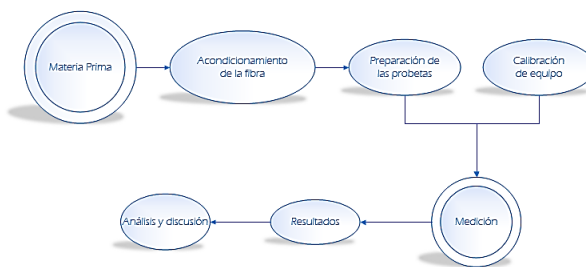 Materia Prima
Acondicionamiento
de la fibra
Preparación de
las probetas
Calibración
de equipo
Medición
Resultados
Análisis y discusión